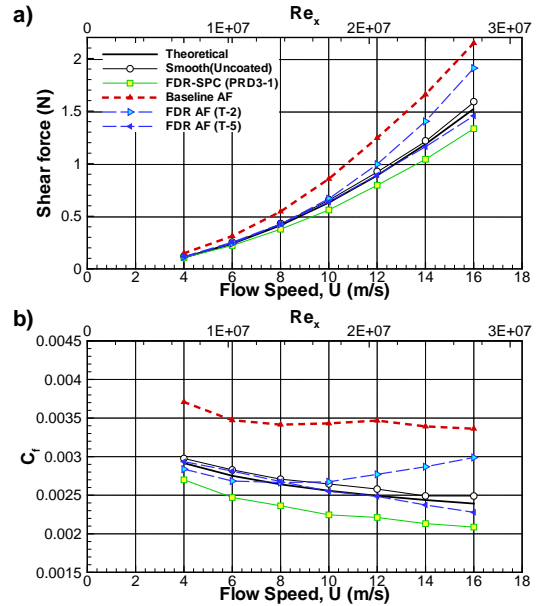 a)
Re_x
0 1E+07 2E+07 3E+07
Shear force (N)
2
1.5
1
0.5
0
Theoretical
Smooth(Uncoated)
FDR-SPC (PRD3-1)
Baseline AF
FDR AF (T-2)
FDR AF (T-5)
0 2 4 6 8 10 12 14 16 18
Flow Speed, U (m/s)
b)
Re_x
0 1E+07 2E+07 3E+07
C_f
0.0045
0.004
0.0035
0.003
0.0025
0.002
0.0015
0 2 4 6 8 10 12 14 16 18
Flow Speed, U (m/s)